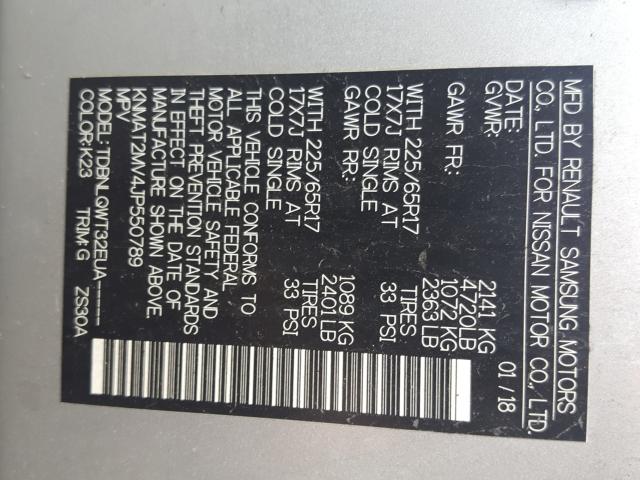 MFD BY RENAULT SAMSUNG MOTORS
CO., LTD. FOR NISSAN MOTOR CO., LTD.
DATE: 01 / 18
GVWR: 2141 KG
4720LB
GAWR FR: 1072 KG
2363 LB
WITH 225/65R17 TIRES
17X7J RIMS AT 33 PSI
COLD SINGLE
GAWR RR: 1089 KG
2401 LB
WITH 225/65R17 TIRES
17X7J RIMS AT 33 PSI
COLD SINGLE
THIS VEHICLE CONFORMS TO
ALL APPLICABLE FEDERAL
MOTOR VEHICLE SAFETY AND
THEFT PREVENTION STANDARDS
IN EFFECT ON THE DATE OF
MANUFACTURE SHOWN ABOVE.
KNMAT2MV4JP550789
MPV
MODEL: TDBNLQWT32EUA-----
COLOR:K23 TRIM:G ZS30A